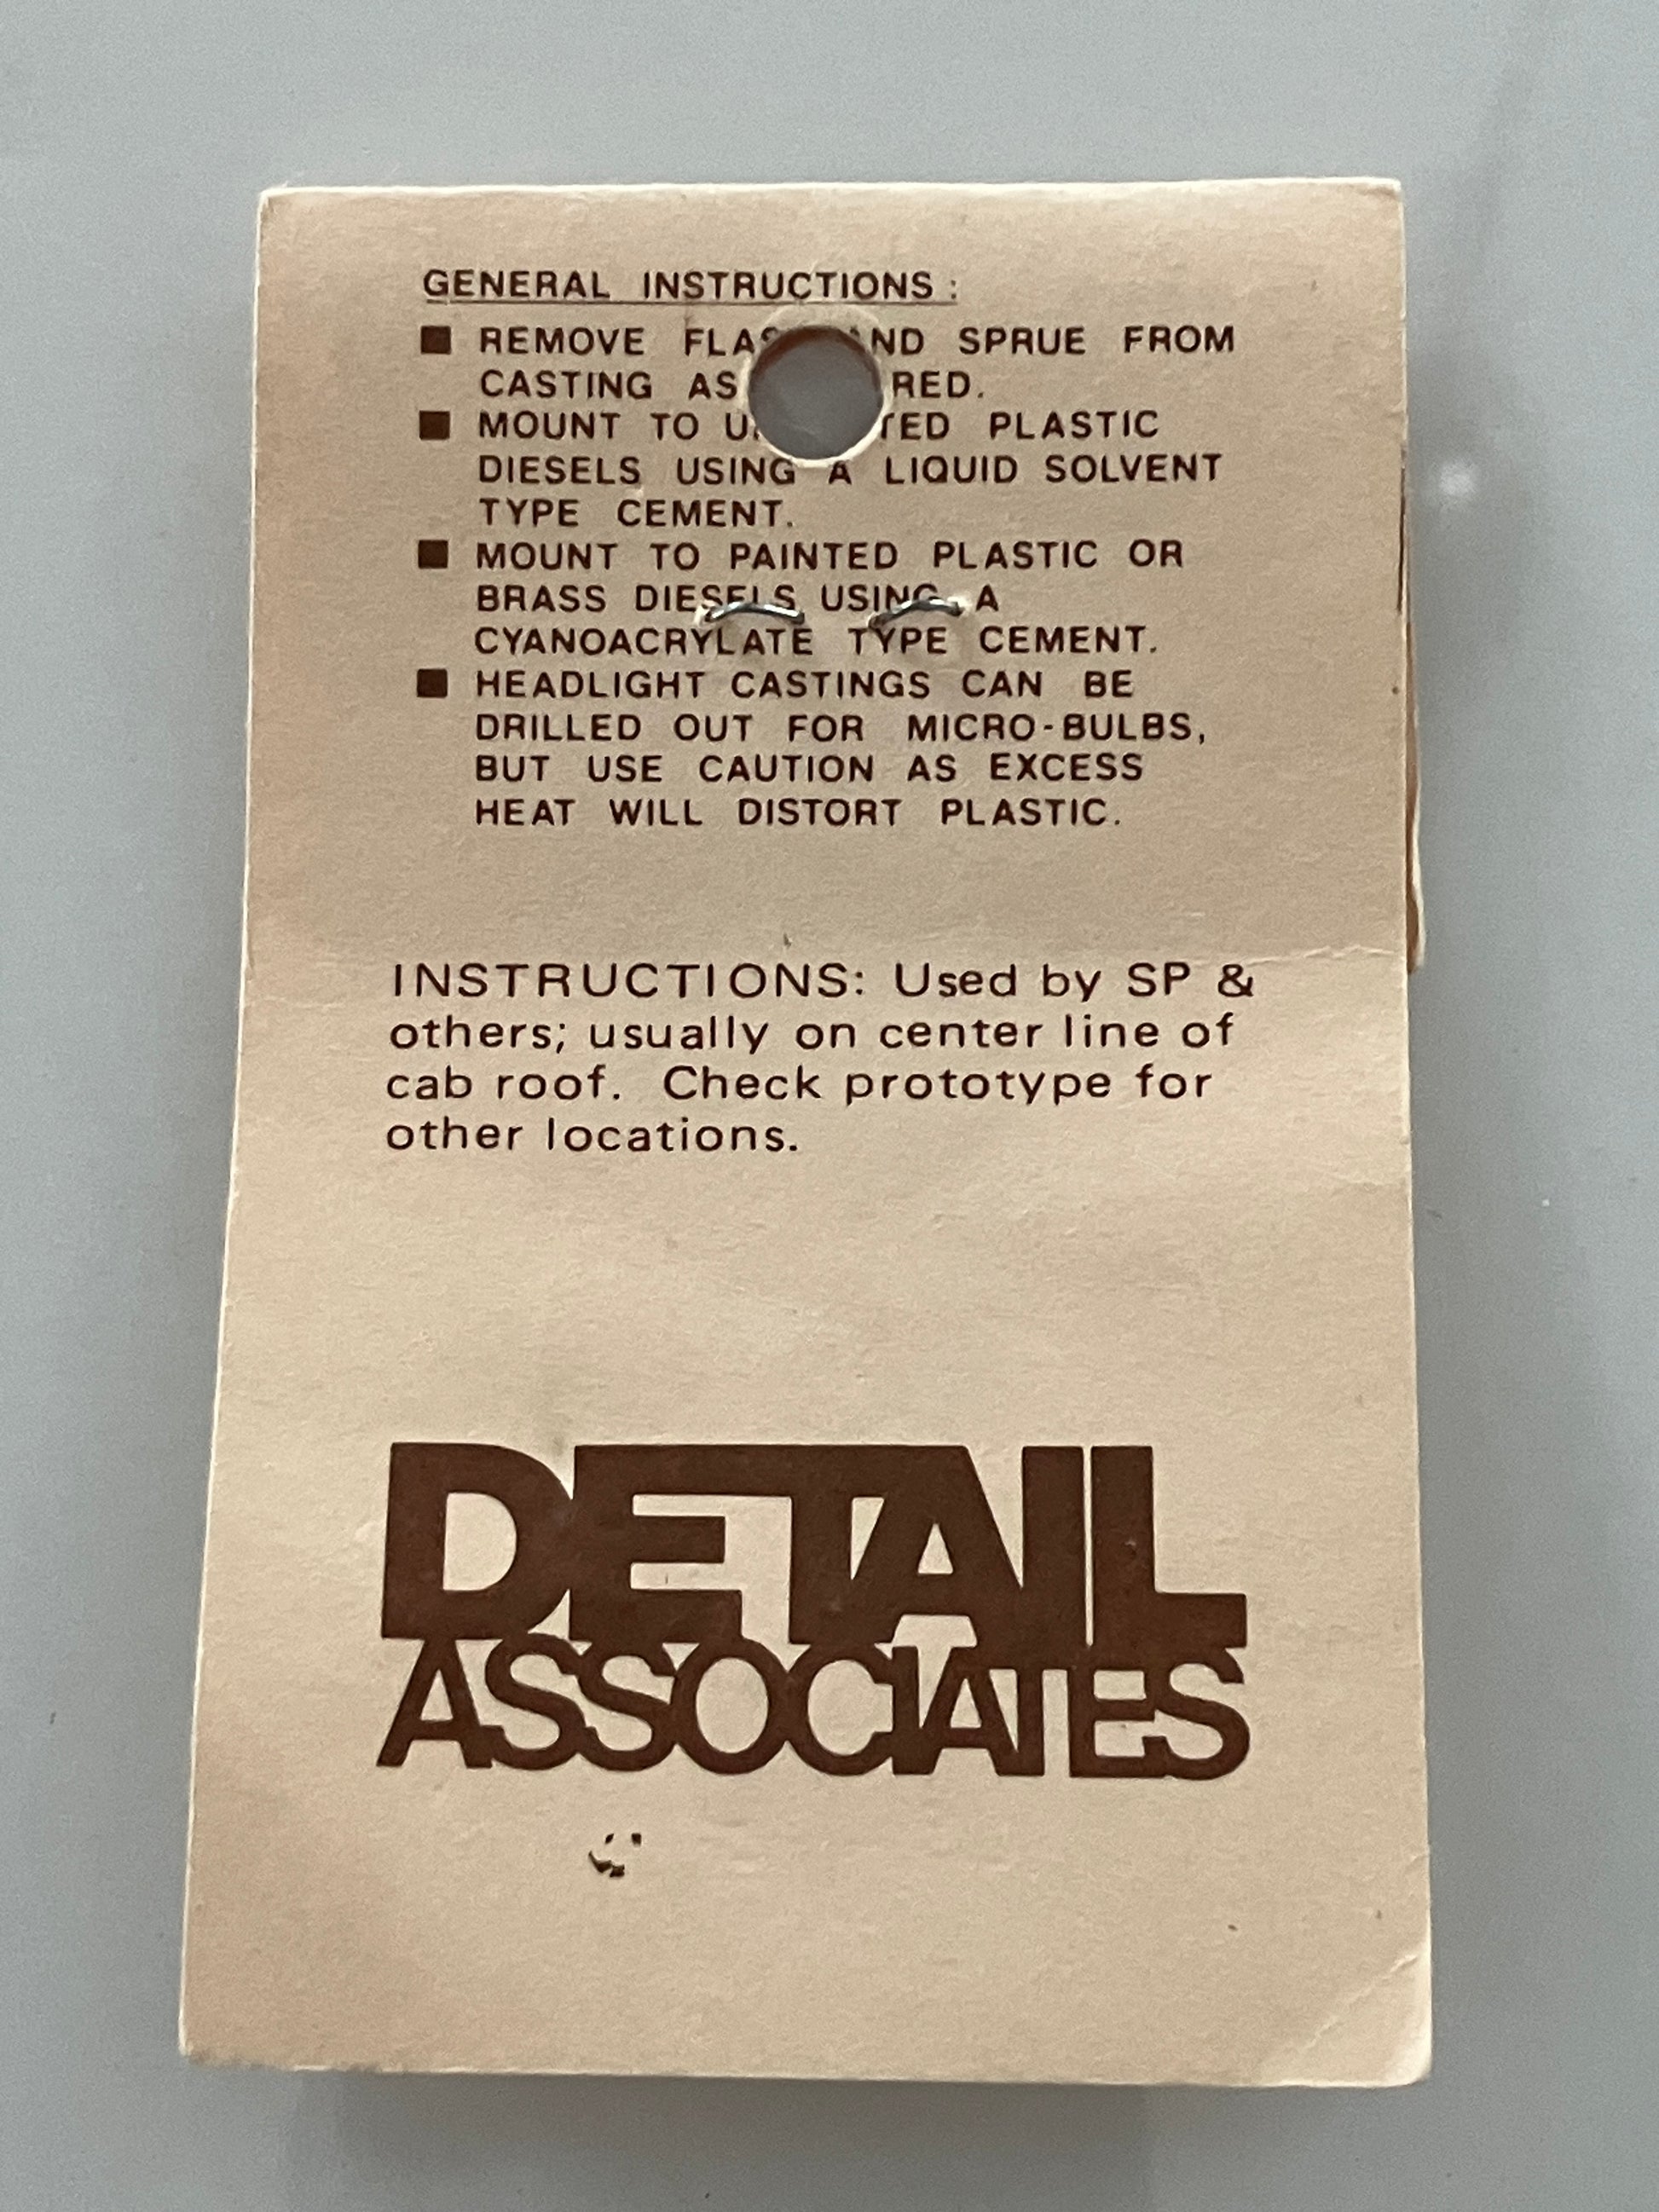 GENERAL INSTRUCTIONS:
■ REMOVE AND SPRUE FROM
CASTING AS
■ MOUNT TO PLASTIC
DIESELS USING A LIQUID SOLVENT
TYPE CEMENT.
■ MOUNT TO PAINTED PLASTIC OR
BRASS DIESELS USING A
CYANOACRYLATE TYPE CEMENT.
■ HEADLIGHT CASTINGS CAN BE
DRILLED OUT FOR MICRO-BULBS,
BUT USE CAUTION AS EXCESS
HEAT WILL DISTORT PLASTIC.
INSTRUCTIONS: Used by SP &
others; usually on center line of
cab roof. Check prototype for
other locations.
DETAIL
ASSOCIATES